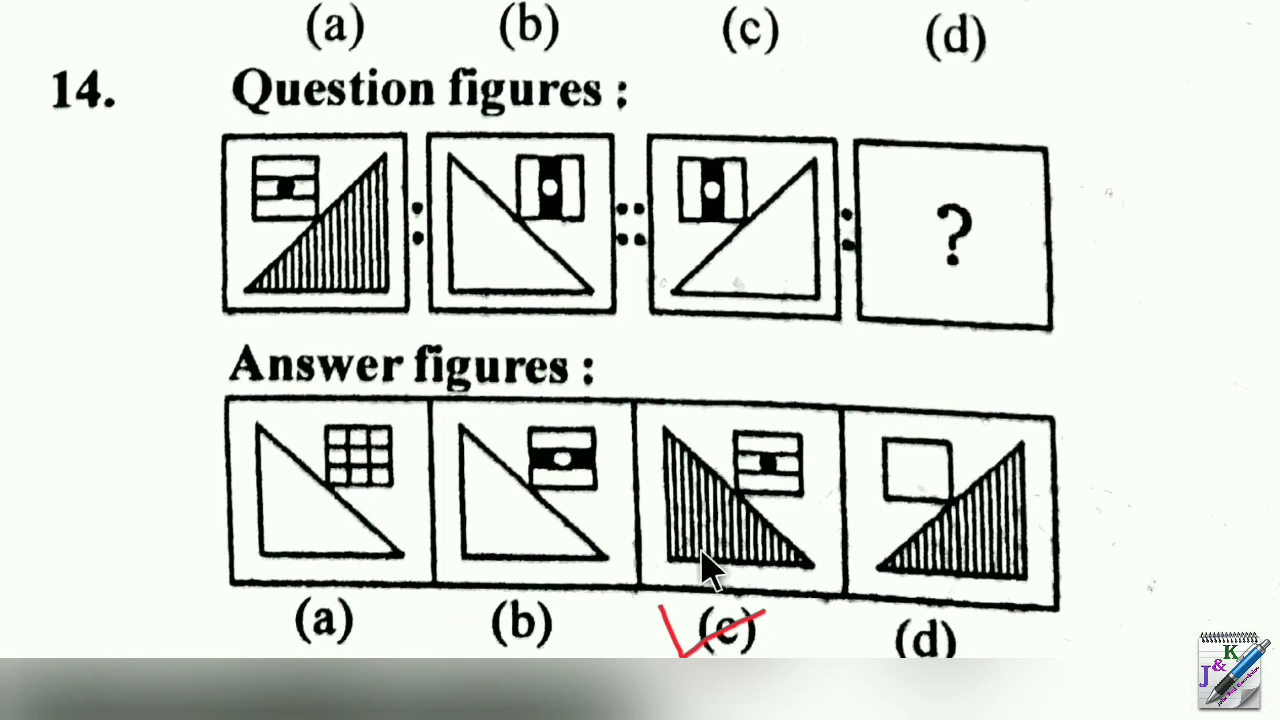 (a) (b) (c) (d)
14. Question figures :
: :: : ?
Answer figures :
(a) (b) (c) (d)
J&K